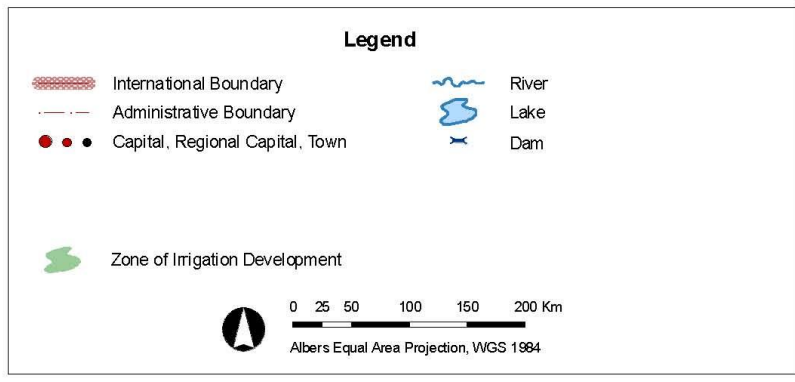 Legend
International Boundary
River
Administrative Boundary
Lake
Capital, Regional Capital, Town
Dam
Zone of Irrigation Development
0 25 50 100 150 200 Km
Albers Equal Area Projection, WGS 1984